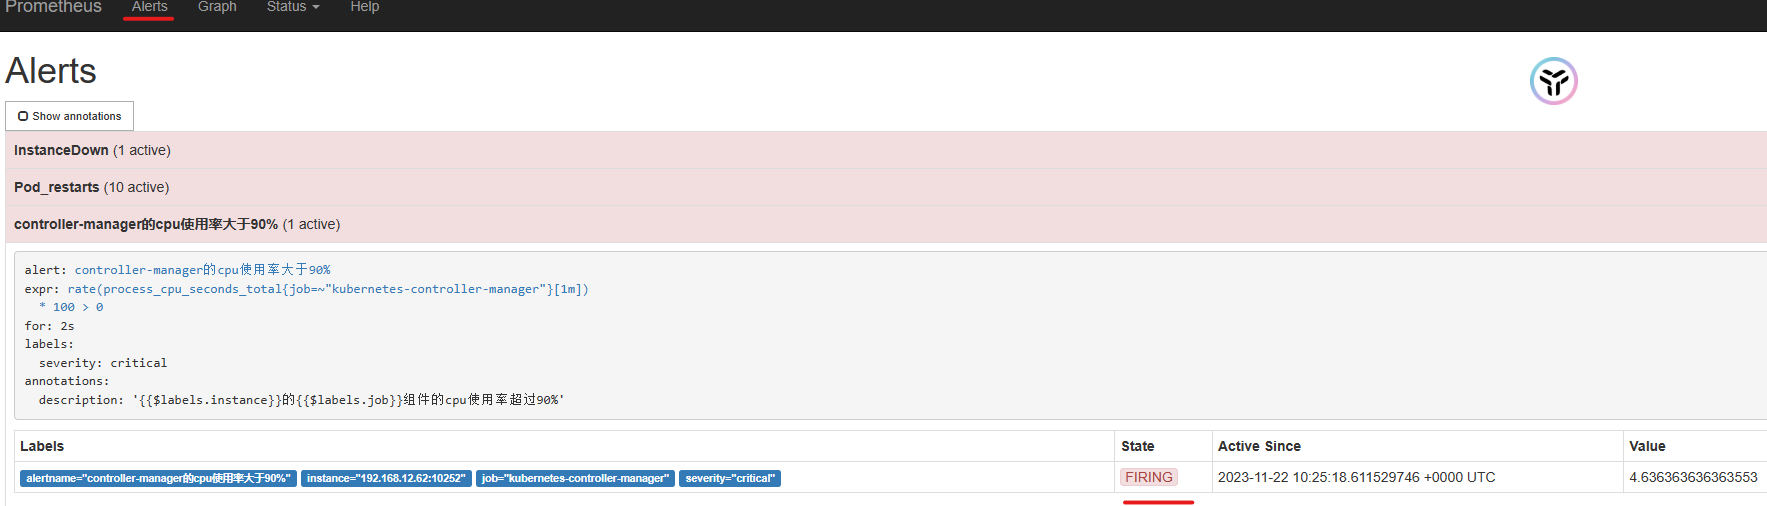 Prometheus Alerts Graph Status Help
Alerts
Show annotations
InstanceDown (1 active)
Pod_restarts (10 active)
controller-manager的cpu使用率大于90% (1 active)
alert: controller-manager的cpu使用率大于90%
expr: rate(process_cpu_seconds_total{job=~"kubernetes-controller-manager"}[1m])
  * 100 > 0
for: 2s
labels:
  severity: critical
annotations:
  description: '{{$labels.instance}}的{{$labels.job}}组件的cpu使用率超过90%'
Labels State Active Since Value
alertname="controller-manager的cpu使用率大于90%" instance="192.168.12.62:10252" job="kubernetes-controller-manager" severity="critical" FIRING 2023-11-22 10:25:18.611529746 +0000 UTC 4.636363636363553